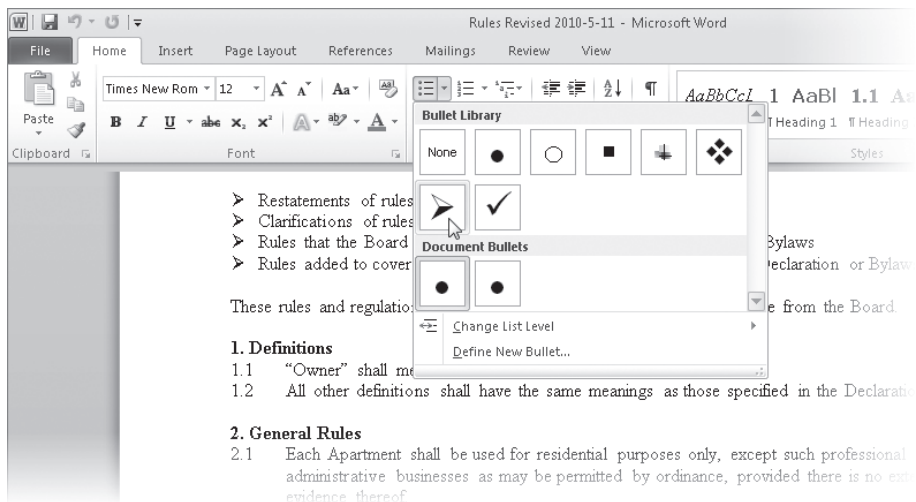 W Rules Revised 2010-5-11 - Microsoft Word
File Home Insert Page Layout References Mailings Review View
Times New Rom 12 A A Aa
Paste B I U abc X₂ X² A ab A
AaBbCcI 1 AaBl 1.1 Aa
¶ Heading 1 ¶ Heading
Clipboard Font Styles
Bullet Library
None
Document Bullets
Change List Level
Define New Bullet...
➢ Restatements of rules
➢ Clarifications of rules
➢ Rules that the Board Bylaws
➢ Rules added to cover Declaration or Bylaw
These rules and regulatio e from the Board
1. Definitions
1.1 “Owner” shall me
1.2 All other definitions shall have the same meanings as those specified in the Declaratio
2. General Rules
2.1 Each Apartment shall be used for residential purposes only, except such professional
administrative businesses as may be permitted by ordinance, provided there is no ext
evidence thereof